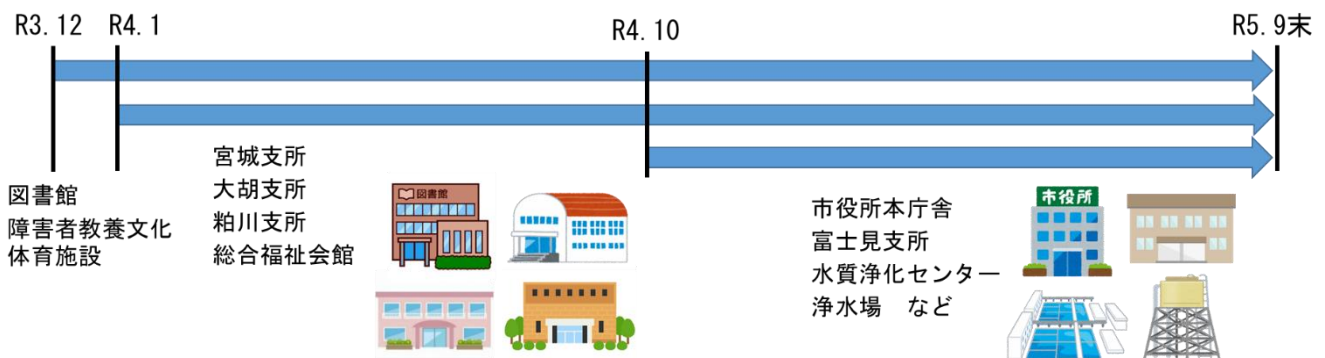 R3.12
R4.1
R4.10
R5.9末
図書館
障害者教養文化
体育施設
宮城支所
大胡支所
粕川支所
総合福祉会館
図書館
市役所本庁舎
富士見支所
水質浄化センター
浄水場　など
市役所